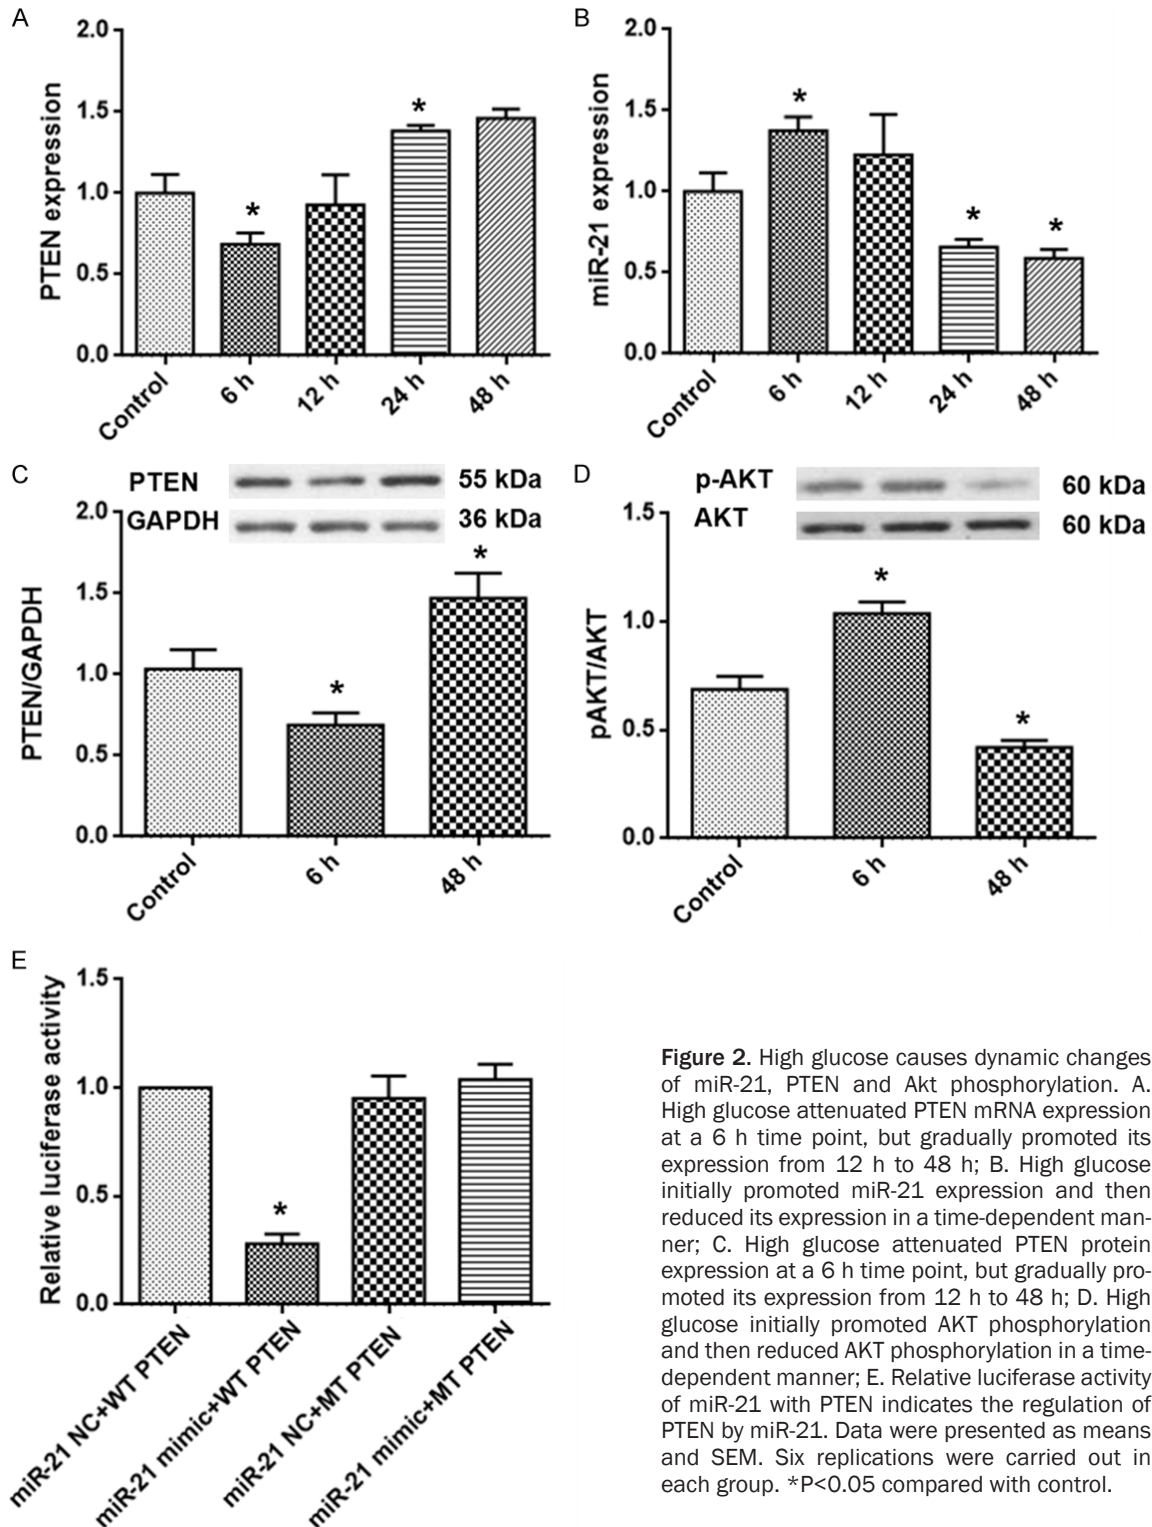 A
B
2.0
1.5
1.0
0.5
0.0
PTEN expression
*
*
Control
6 h
12 h
24 h
48 h
2.0
1.5
1.0
0.5
0.0
miR-21 expression
*
*
*
Control
6 h
12 h
24 h
48 h
C
PTEN
55 kDa
GAPDH
36 kDa
2.0
1.5
1.0
0.5
0.0
PTEN/GAPDH
*
*
Control
6 h
48 h
D
p-AKT
60 kDa
AKT
60 kDa
1.5
1.0
0.5
0.0
pAKT/AKT
*
*
Control
6 h
48 h
E
1.5
1.0
0.5
0.0
Relative luciferase activity
*
miR-21 NC+WT PTEN
miR-21 mimic+WT PTEN
miR-21 NC+MT PTEN
miR-21 mimic+MT PTEN
Figure 2. High glucose causes dynamic changes
of miR-21, PTEN and Akt phosphorylation. A.
High glucose attenuated PTEN mRNA expression
at a 6 h time point, but gradually promoted its
expression from 12 h to 48 h; B. High glucose
initially promoted miR-21 expression and then
reduced its expression in a time-dependent man-
ner; C. High glucose attenuated PTEN protein
expression at a 6 h time point, but gradually pro-
moted its expression from 12 h to 48 h; D. High
glucose initially promoted AKT phosphorylation
and then reduced AKT phosphorylation in a time-
dependent manner; E. Relative luciferase activity
of miR-21 with PTEN indicates the regulation of
PTEN by miR-21. Data were presented as means
and SEM. Six replications were carried out in
each group. *P<0.05 compared with control.